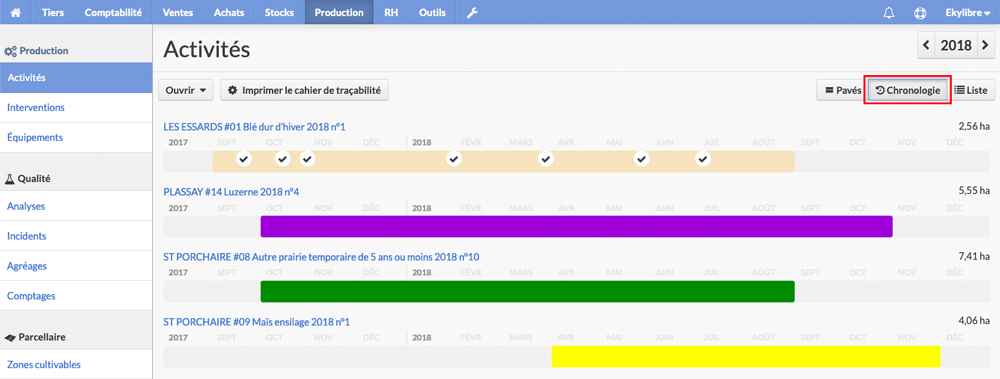 Tiers Comptabilité Ventes Achats Stocks Production RH Outils Ekylibre
Production
Activités
Interventions
Équipements
Qualité
Analyses
Incidents
Agréages
Comptages
Parcellaire
Zones cultivables
Activités
2018
Ouvrir Imprimer le cahier de traçabilité Pavés Chronologie Liste
LES ESSARDS #01 Blé dur d'hiver 2018 n°1 2,56 ha
2017 SEPT OCT NOV DÉC 2018 FÉVR MARS AVR MAI JUIN JUIL AOÛT SEPT OCT NOV DÉC
PLASSAY #14 Luzerne 2018 n°4 5,55 ha
2017 SEPT OCT NOV DÉC 2018 FÉVR MARS AVR MAI JUIN JUIL AOÛT SEPT OCT NOV DÉC
ST PORCHAIRE #08 Autre prairie temporaire de 5 ans ou moins 2018 n°10 7,41 ha
2017 SEPT OCT NOV DÉC 2018 FÉVR MARS AVR MAI JUIN JUIL AOÛT SEPT OCT NOV DÉC
ST PORCHAIRE #09 Maïs ensilage 2018 n°1 4,06 ha
2017 SEPT OCT NOV DÉC 2018 FÉVR MARS AVR MAI JUIN JUIL AOÛT SEPT OCT NOV DÉC